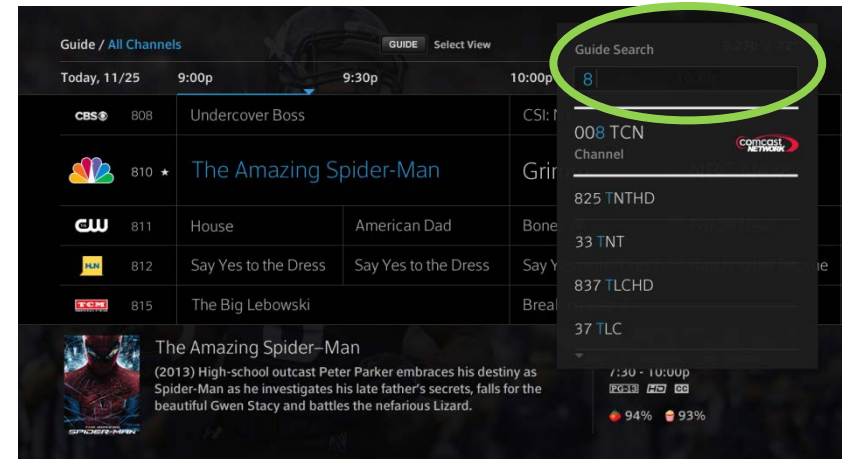 Guide / All Channels
GUIDE Select View
Guide Search
Today, 11/25 9:00p 9:30p 10:00p
8
CBS 808 Undercover Boss CSI:
008 TCN
Channel
COMCAST NETWORK
810 ★ The Amazing Spider-Man Grim
825 TNTHD
CW 811 House American Dad Bone
33 TNT
HLN 812 Say Yes to the Dress Say Yes to the Dress Say Y
837 TLCHD
TCM 815 The Big Lebowski Breal
37 TLC
The Amazing Spider–Man
(2013) High-school outcast Peter Parker embraces his destiny as
Spider-Man as he investigates his late father's secrets, falls for the
beautiful Gwen Stacy and battles the nefarious Lizard.
SPIDER-MAN
7:30 - 10:00p
PG-13 HD CC
94% 93%